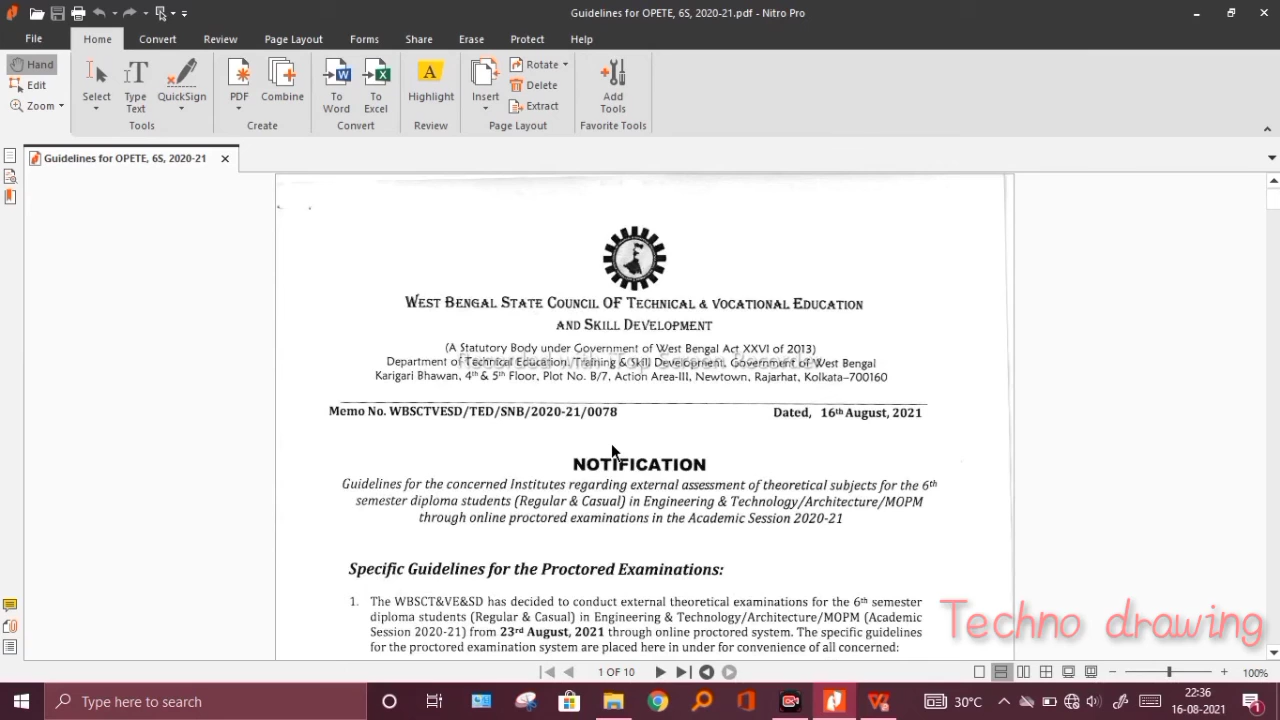 Guidelines for OPETE, 6S, 2020-21.pdf - Nitro Pro
File Home Convert Review Page Layout Forms Share Erase Protect Help
Hand
Edit
Zoom
Select
Type Text
QuickSign
Tools
PDF
Combine
Create
To Word
To Excel
Convert
Highlight
Review
Insert
Rotate
Delete
Extract
Page Layout
Add Tools
Favorite Tools
Guidelines for OPETE, 6S, 2020-21
WEST BENGAL STATE COUNCIL OF TECHNICAL & VOCATIONAL EDUCATION
AND SKILL DEVELOPMENT
(A Statutory Body under Government of West Bengal Act XXVI of 2013)
Department of Technical Education, Training & Skill Development, Government of West Bengal
Karigari Bhawan, 4th & 5th Floor, Plot No. B/7, Action Area-III, Newtown, Rajarhat, Kolkata–700160
Recorded with iTop Screen Recorder
Memo No. WBSCTVESD/TED/SNB/2020-21/0078 Dated, 16th August, 2021
NOTIFICATION
Guidelines for the concerned Institutes regarding external assessment of theoretical subjects for the 6th
semester diploma students (Regular & Casual) in Engineering & Technology/Architecture/MOPM
through online proctored examinations in the Academic Session 2020-21
Specific Guidelines for the Proctored Examinations:
1. The WBSCT&VE&SD has decided to conduct external theoretical examinations for the 6th semester
diploma students (Regular & Casual) in Engineering & Technology/Architecture/MOPM (Academic
Session 2020-21) from 23rd August, 2021 through online proctored system. The specific guidelines
for the proctored examination system are placed here in under for convenience of all concerned:
Techno drawing
1 OF 10
100%
Type here to search
30°C
22:36
16-08-2021
1